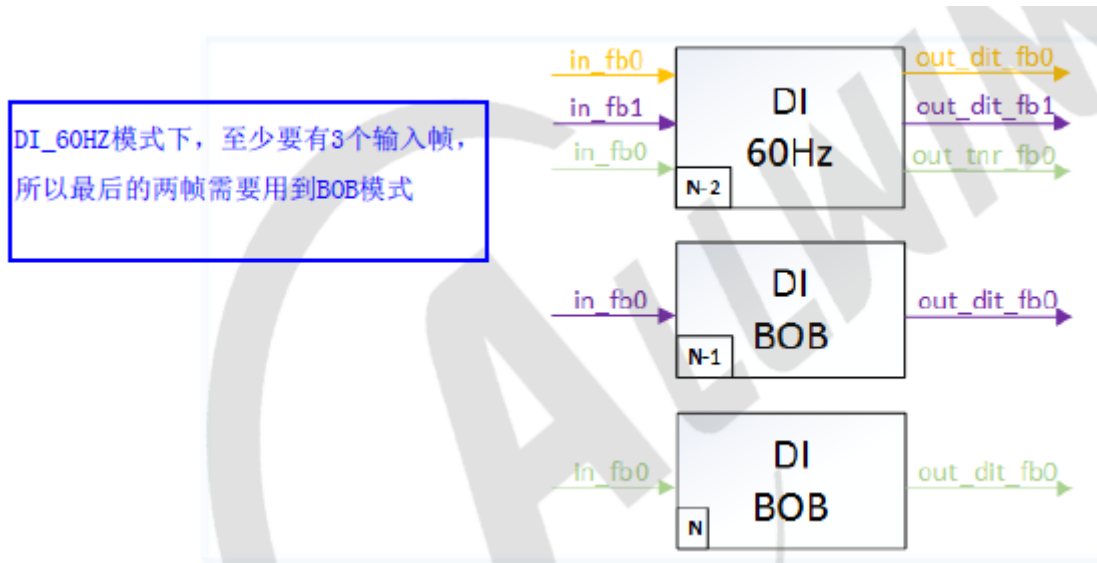 DI_60HZ模式下，至少要有3个输入帧，
所以最后的两帧需要用到BOB模式
in_fb0
in_fb1
in_fb0
DI
60Hz
N-2
out_dit_fb0
out_dit_fb1
out_tnr_fb0
in_fb0
DI
BOB
N-1
out_dit_fb0
in_fb0
DI
BOB
N
out_dit_fb0
ALLWIN